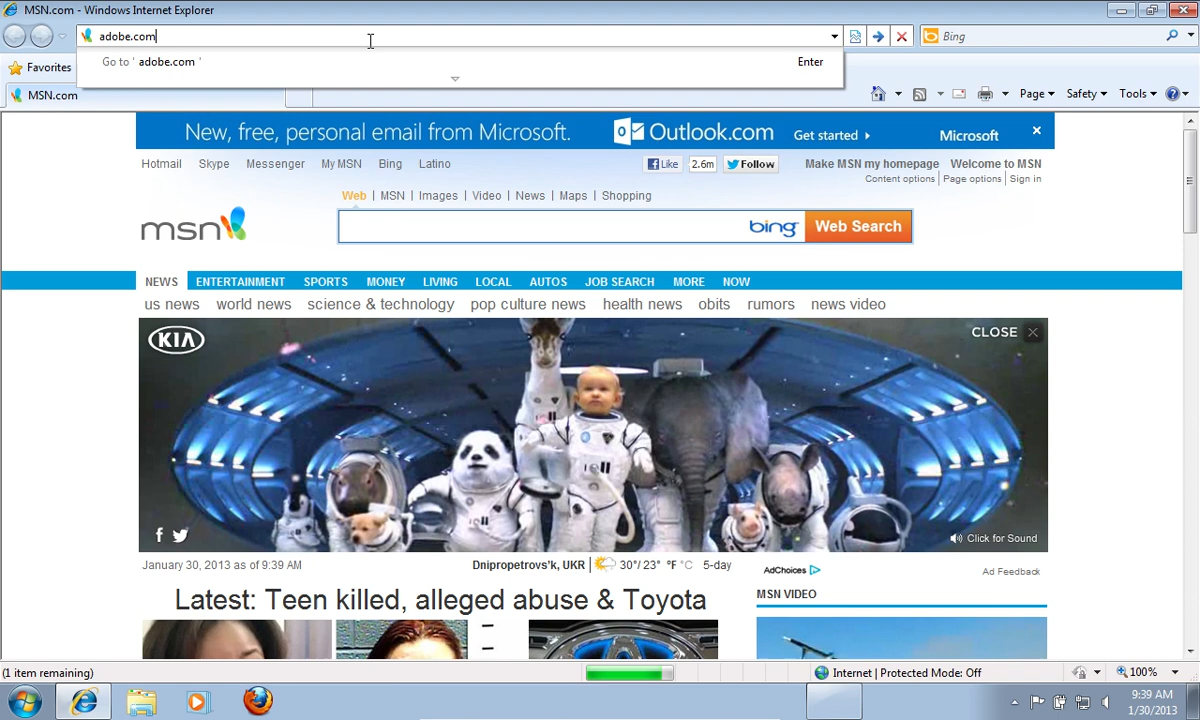 MSN.com - Windows Internet Explorer
adobe.com
Bing
Go to ' adobe.com '
Enter
Favorites
MSN.com
Page
Safety
Tools
New, free, personal email from Microsoft.
Outlook.com
Get started
Microsoft
Hotmail
Skype
Messenger
My MSN
Bing
Latino
Like
2.6m
Follow
Make MSN my homepage
Welcome to MSN
Content options
Page options
Sign in
Web | MSN | Images | Video | News | Maps | Shopping
msn
bing
Web Search
NEWS
ENTERTAINMENT
SPORTS
MONEY
LIVING
LOCAL
AUTOS
JOB SEARCH
MORE
NOW
us news
world news
science & technology
pop culture news
health news
obits
rumors
news video
KIA
CLOSE
Click for Sound
January 30, 2013 as of 9:39 AM
Dnipropetrovs'k, UKR
30°/ 23°
°F °C
5-day
AdChoices
Ad Feedback
Latest: Teen killed, alleged abuse & Toyota
MSN VIDEO
(1 item remaining)
Internet | Protected Mode: Off
100%
9:39 AM
1/30/2013